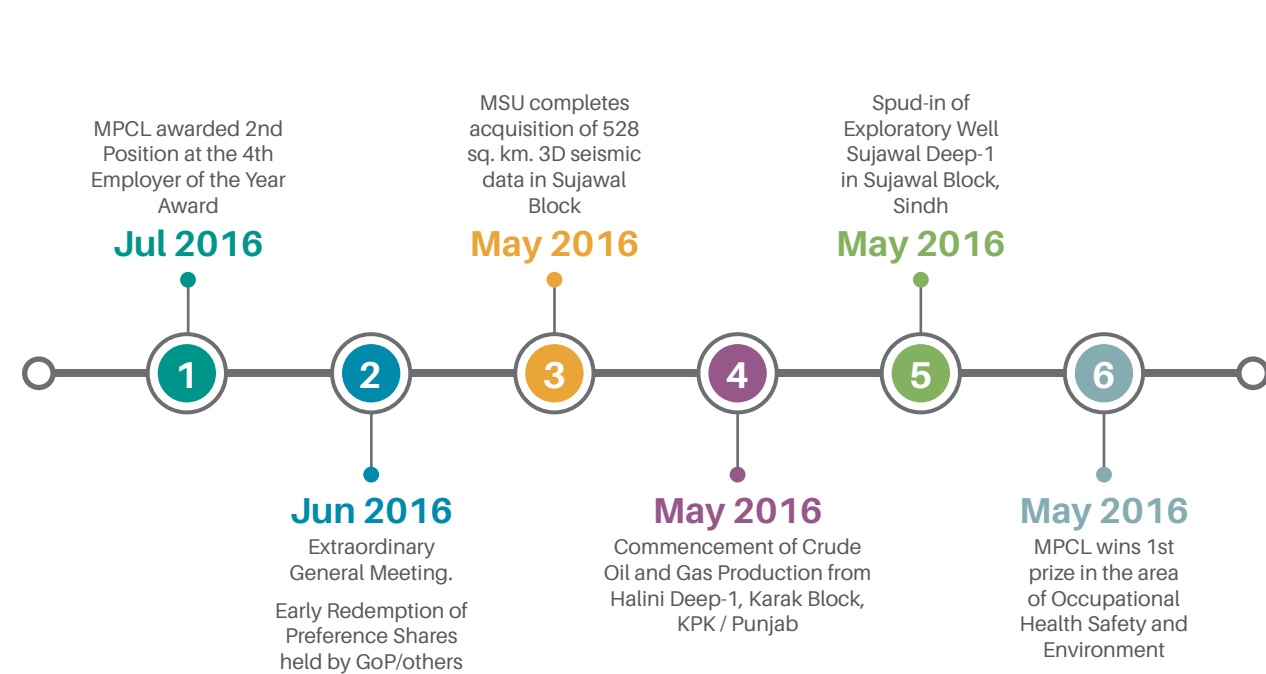 MPCL awarded 2nd
Position at the 4th
Employer of the Year
Award
Jul 2016
1
2
Jun 2016
Extraordinary
General Meeting.
Early Redemption of
Preference Shares
held by GoP/others
MSU completes
acquisition of 528
sq. km. 3D seismic
data in Sujawal
Block
May 2016
3
4
May 2016
Commencement of Crude
Oil and Gas Production from
Halini Deep-1, Karak Block,
KPK / Punjab
Spud-in of
Exploratory Well
Sujawal Deep-1
in Sujawal Block,
Sindh
May 2016
5
6
May 2016
MPCL wins 1st
prize in the area
of Occupational
Health Safety and
Environment